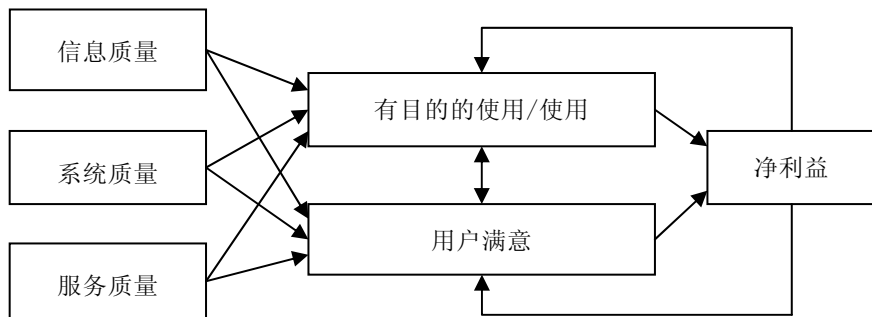 信息质量
有目的的使用/使用
系统质量
净利益
用户满意
服务质量